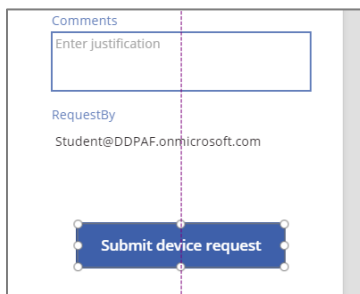 Comments
Enter justification
RequestBy
Student@DDPAF.onmicrosoft.com
Submit device request